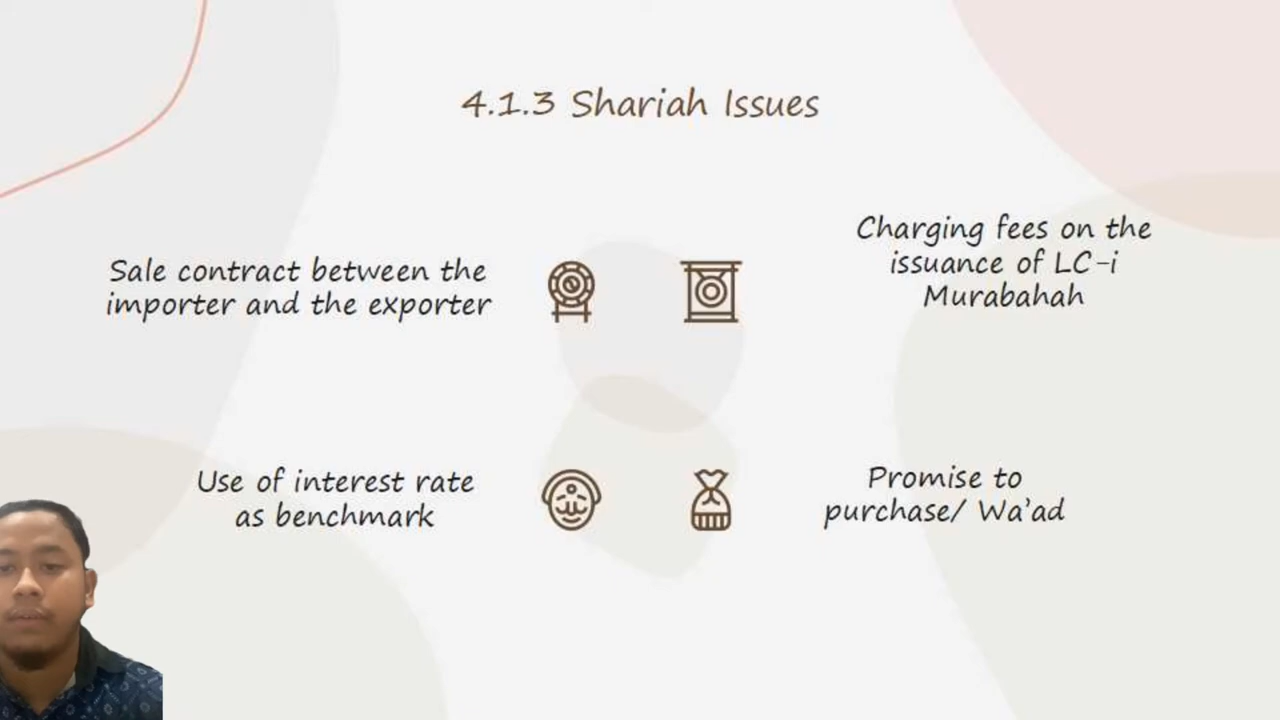 4.1.3 Shariah Issues
Sale contract between the
importer and the exporter
Charging fees on the
issuance of LC-i
Murabahah
Use of interest rate
as benchmark
Promise to
purchase/ Wa'ad